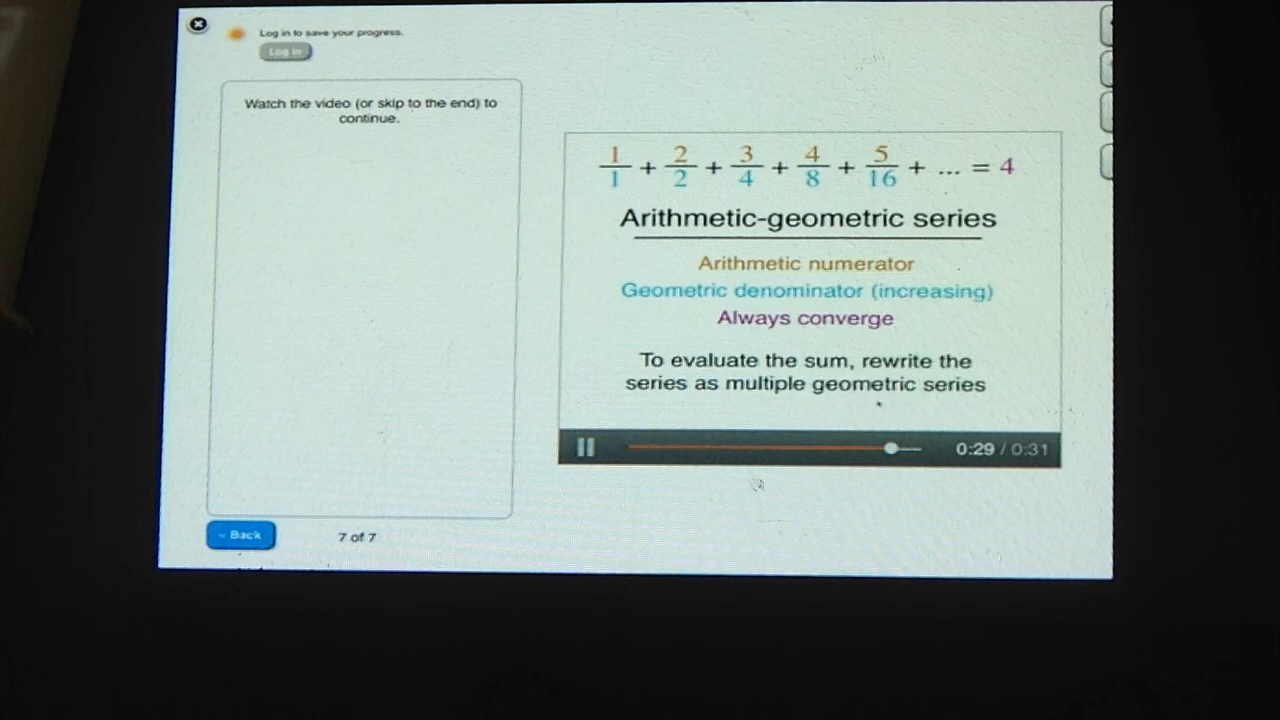 Log in to save your progress.
Log in
Watch the video (or skip to the end) to
continue.
1/1 + 2/2 + 3/4 + 4/8 + 5/16 + ... = 4
Arithmetic-geometric series
Arithmetic numerator
Geometric denominator (increasing)
Always converge
To evaluate the sum, rewrite the
series as multiple geometric series
0:29 / 0:31
Back
7 of 7